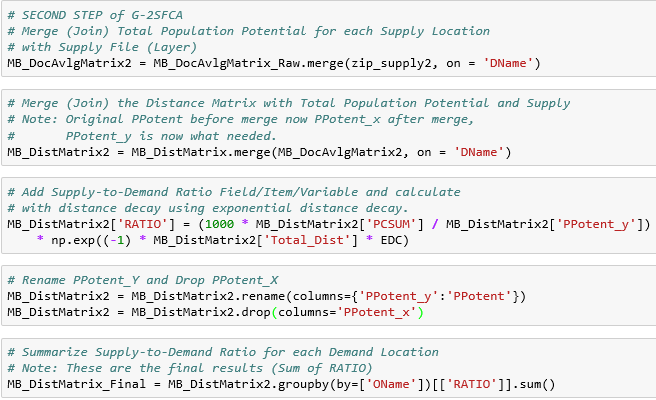 # SECOND STEP of G-2SFCA
# Merge (Join) Total Population Potential for each Supply Location
# with Supply File (Layer)
MB_DocAvlgMatrix2 = MB_DocAvlgMatrix_Raw.merge(zip_supply2, on = 'DName')
# Merge (Join) the Distance Matrix with Total Population Potential and Supply
# Note: Original PPotent before merge now PPotent_x after merge,
#       PPotent_y is now what needed.
MB_DistMatrix2 = MB_DistMatrix.merge(MB_DocAvlgMatrix2, on = 'DName')
# Add Supply-to-Demand Ratio Field/Item/Variable and calculate
# with distance decay using exponential distance decay.
MB_DistMatrix2['RATIO'] = (1000 * MB_DistMatrix2['PCSUM'] / MB_DistMatrix2['PPotent_y'])
    * np.exp((-1) * MB_DistMatrix2['Total_Dist'] * EDC)
# Rename PPotent_Y and Drop PPotent_X
MB_DistMatrix2 = MB_DistMatrix2.rename(columns={'PPotent_y':'PPotent'})
MB_DistMatrix2 = MB_DistMatrix2.drop(columns='PPotent_x')
# Summarize Supply-to-Demand Ratio for each Demand Location
# Note: These are the final results (Sum of RATIO)
MB_DistMatrix_Final = MB_DistMatrix2.groupby(by=['OName'])[['RATIO']].sum()